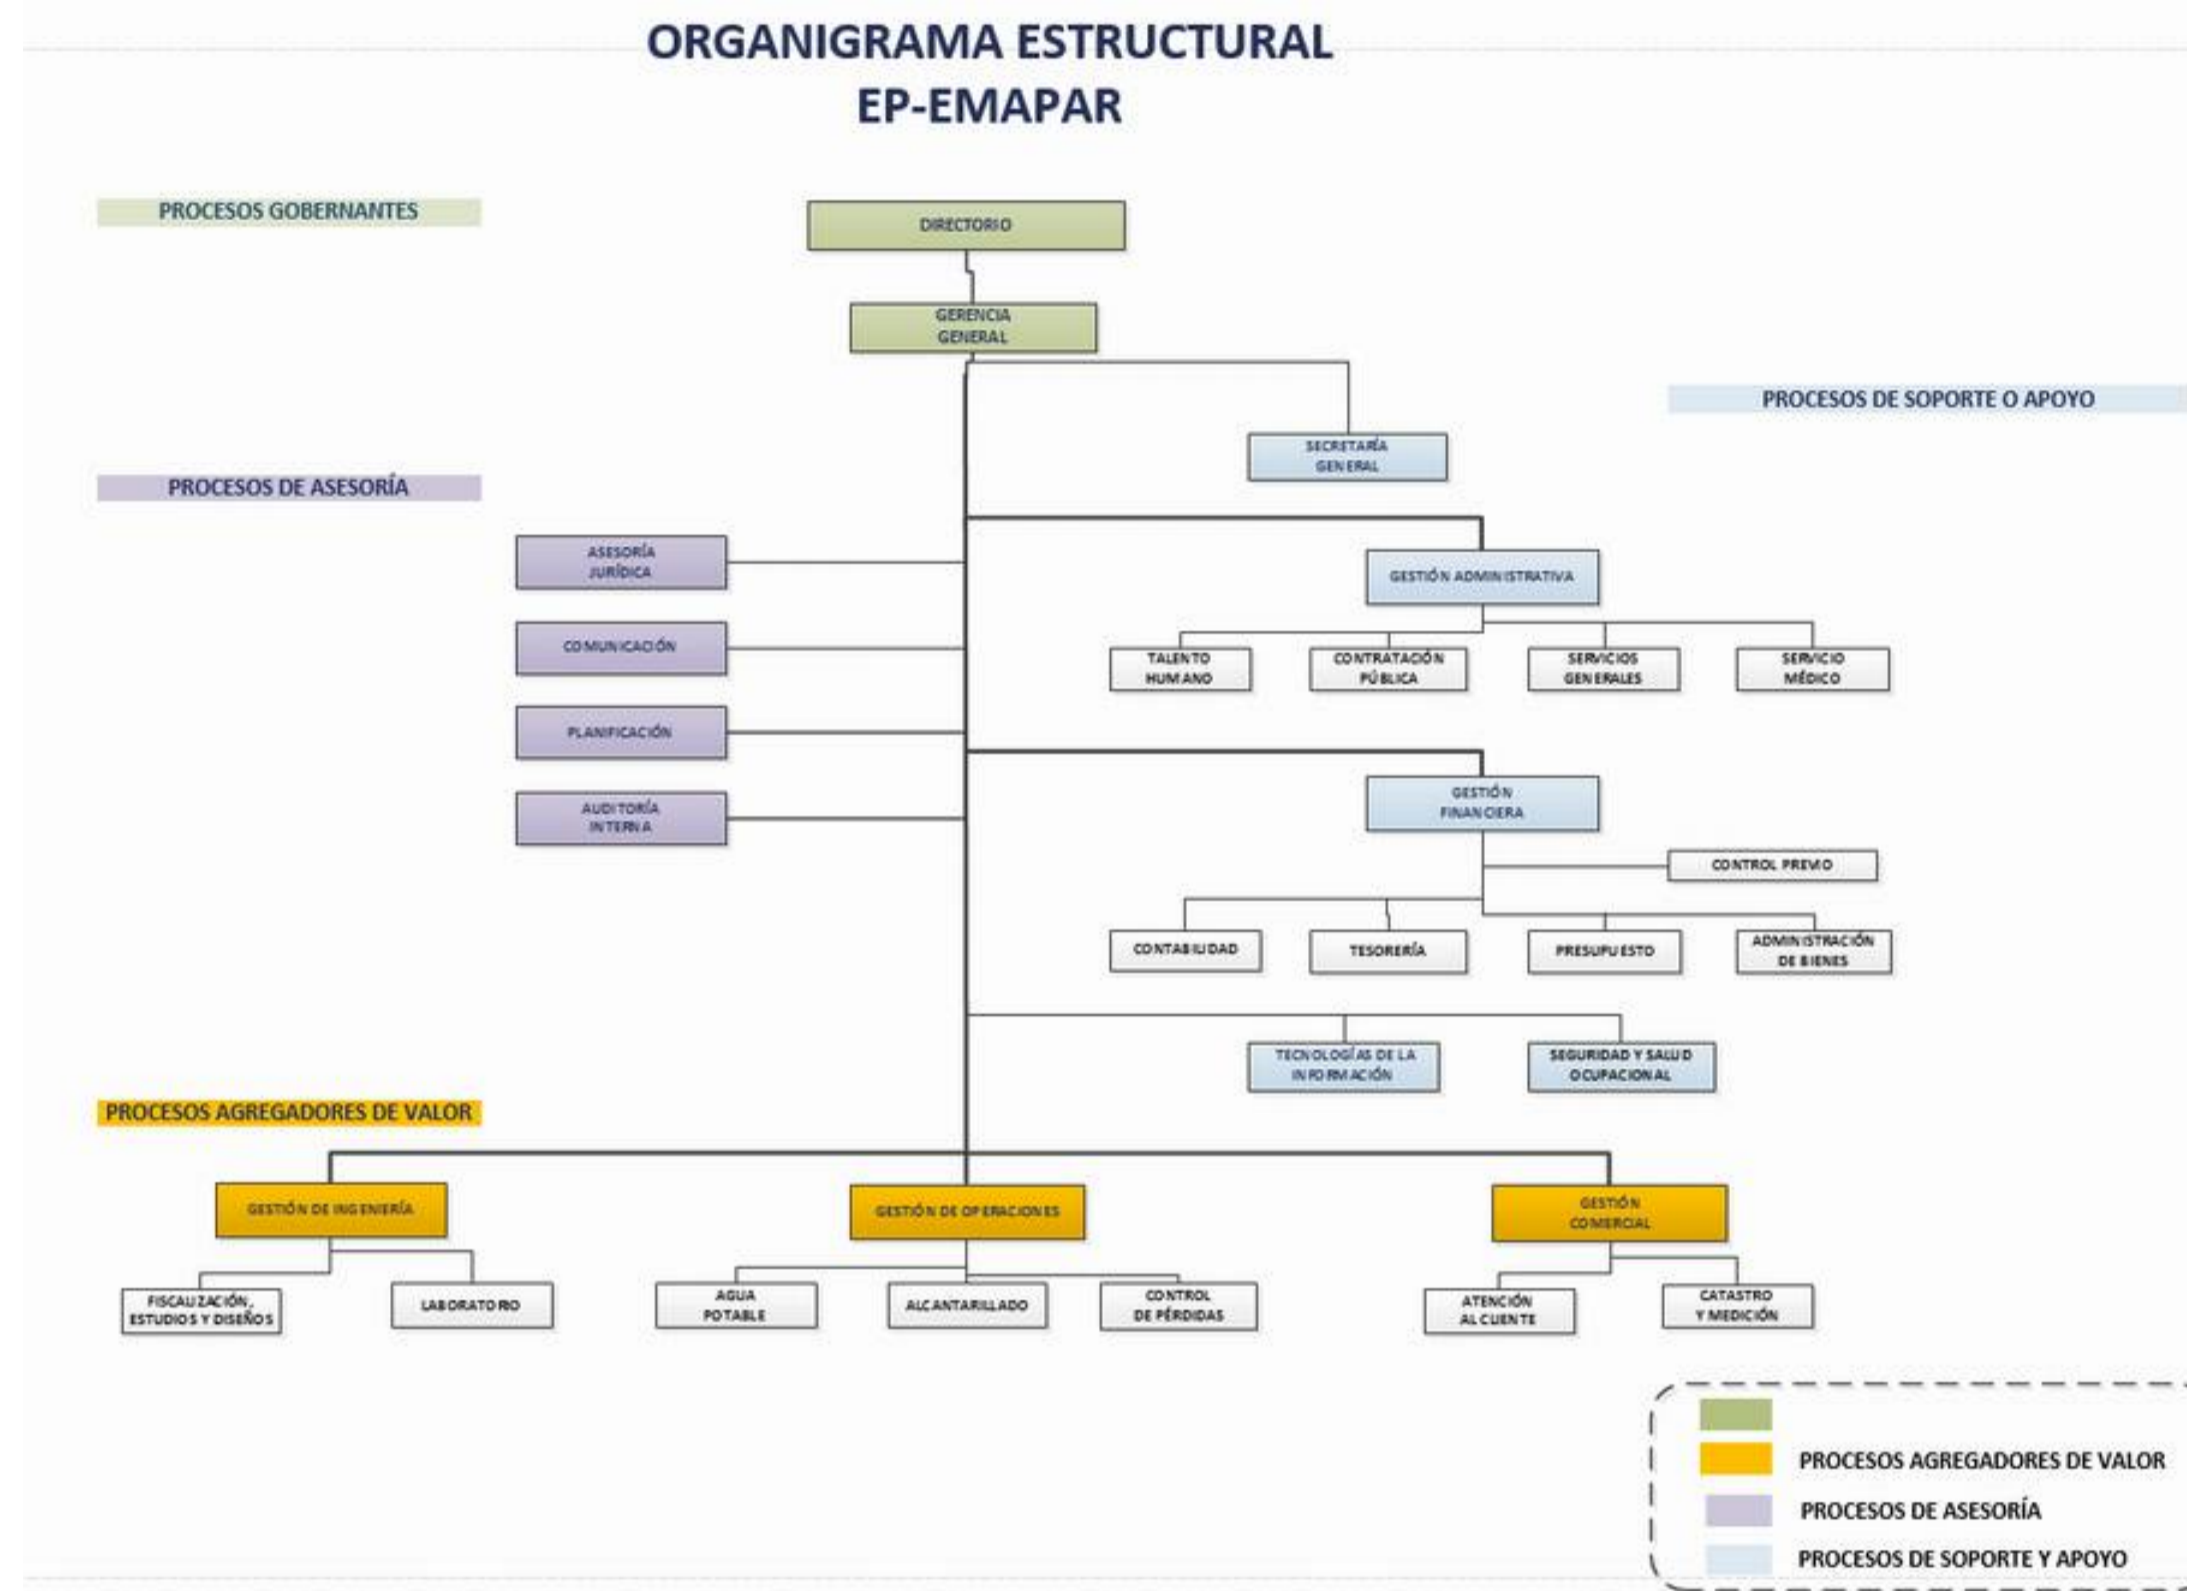 ORGANIGRAMA ESTRUCTURAL
EP-EMAPAR
PROCESOS GOBERNANTES
DIRECTORIO
GERENCIA
GENERAL
PROCESOS DE SOPORTE O APOYO
SECRETARÍA
GENERAL
PROCESOS DE ASESORÍA
ASESORÍA
JURÍDICA
GESTIÓN ADMINISTRATIVA
COMUNICACIÓN
TALENTO
HUMANO
CONTRATACIÓN
PÚBLICA
SERVICIOS
GENERALES
SERVICIO
MÉDICO
PLANIFICACIÓN
AUDITORÍA
INTERNA
GESTIÓN
FINANCIERA
CONTROL PREVIO
CONTABILIDAD
TESORERÍA
PRESUPUESTO
ADMINISTRACIÓN
DE BIENES
TECNOLOGÍAS DE LA
INFORMACIÓN
SEGURIDAD Y SALUD
OCUPACIONAL
PROCESOS AGREGADORES DE VALOR
GESTIÓN DE INGENIERÍA
GESTIÓN DE OPERACIONES
GESTIÓN
COMERCIAL
FISCALIZACIÓN,
ESTUDIOS Y DISEÑOS
LABORATORIO
AGUA
POTABLE
ALCANTARILLADO
CONTROL
DE PÉRDIDAS
ATENCIÓN
AL CLIENTE
CATASTRO
Y MEDICIÓN
PROCESOS AGREGADORES DE VALOR
PROCESOS DE ASESORÍA
PROCESOS DE SOPORTE Y APOYO